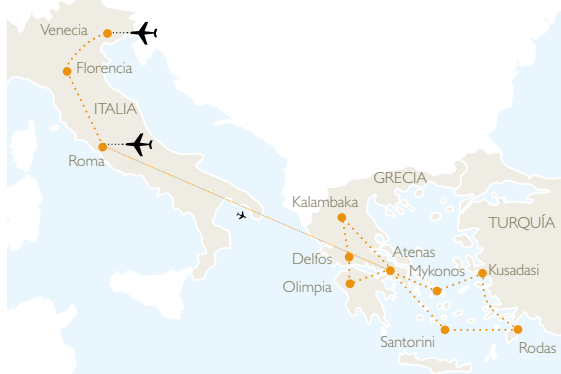 Venecia
Florencia
ITALIA
Roma
GRECIA
Kalambaka
TURQUÍA
Atenas
Delfos
Mykonos
Kusadasi
Olimpia
Santorini
Rodas